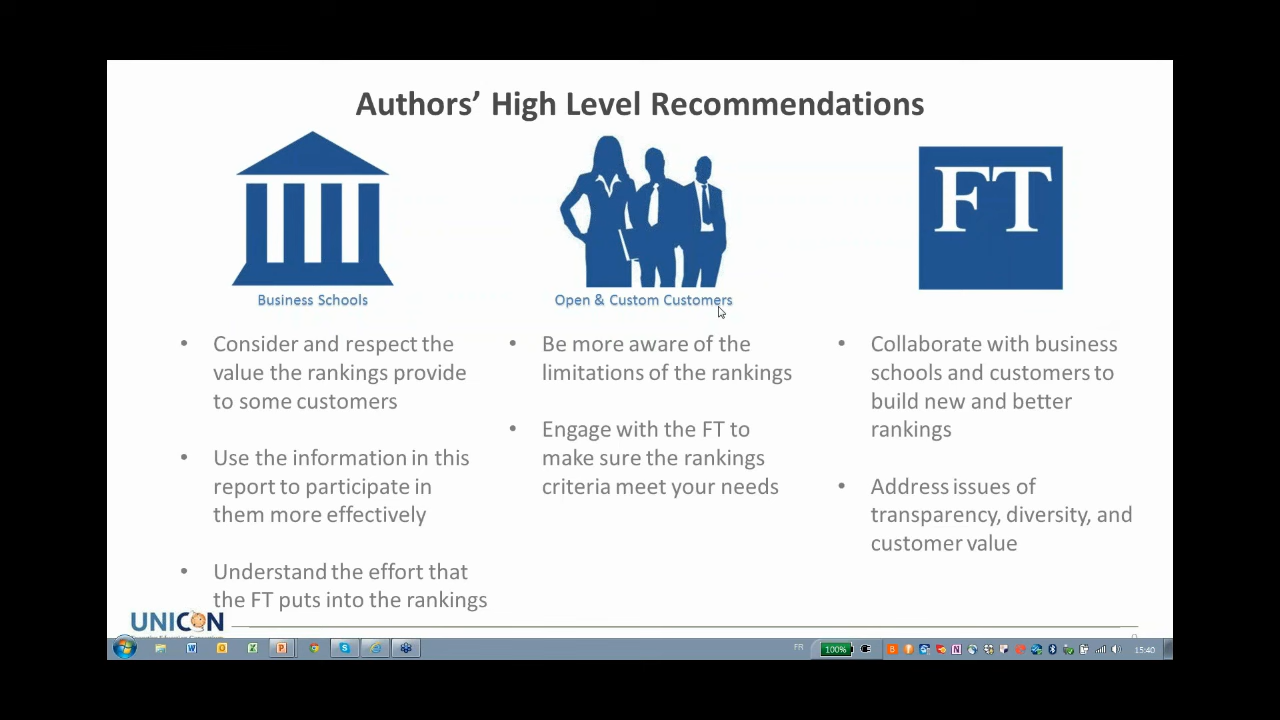 Authors’ High Level Recommendations
FT
Business Schools
Open & Custom Customers
• Consider and respect the
value the rankings provide
to some customers
• Use the information in this
report to participate in
them more effectively
• Understand the effort that
the FT puts into the rankings
• Be more aware of the
limitations of the rankings
• Engage with the FT to
make sure the rankings
criteria meet your needs
• Collaborate with business
schools and customers to
build new and better
rankings
• Address issues of
transparency, diversity, and
customer value
UNICON
FR
100%
15:40